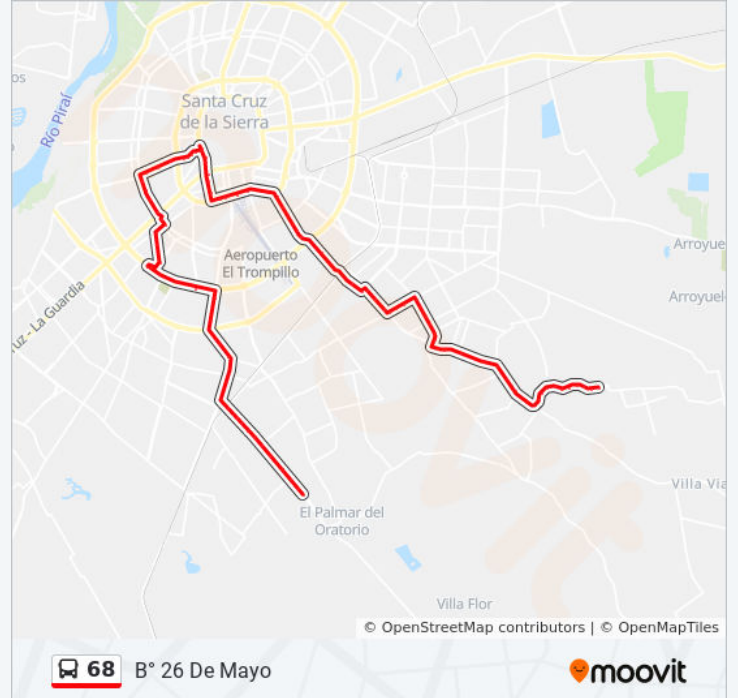 os
Río Piraí
Santa Cruz
de la Sierra
Arroyue
Aeropuerto
El Trompillo
Arroyuel
uz - La Guardia
Villa Via
El Palmar del
Oratorio
Villa Flor
© OpenStreetMap contributors | © OpenMapTiles
68 B° 26 De Mayo
moovit